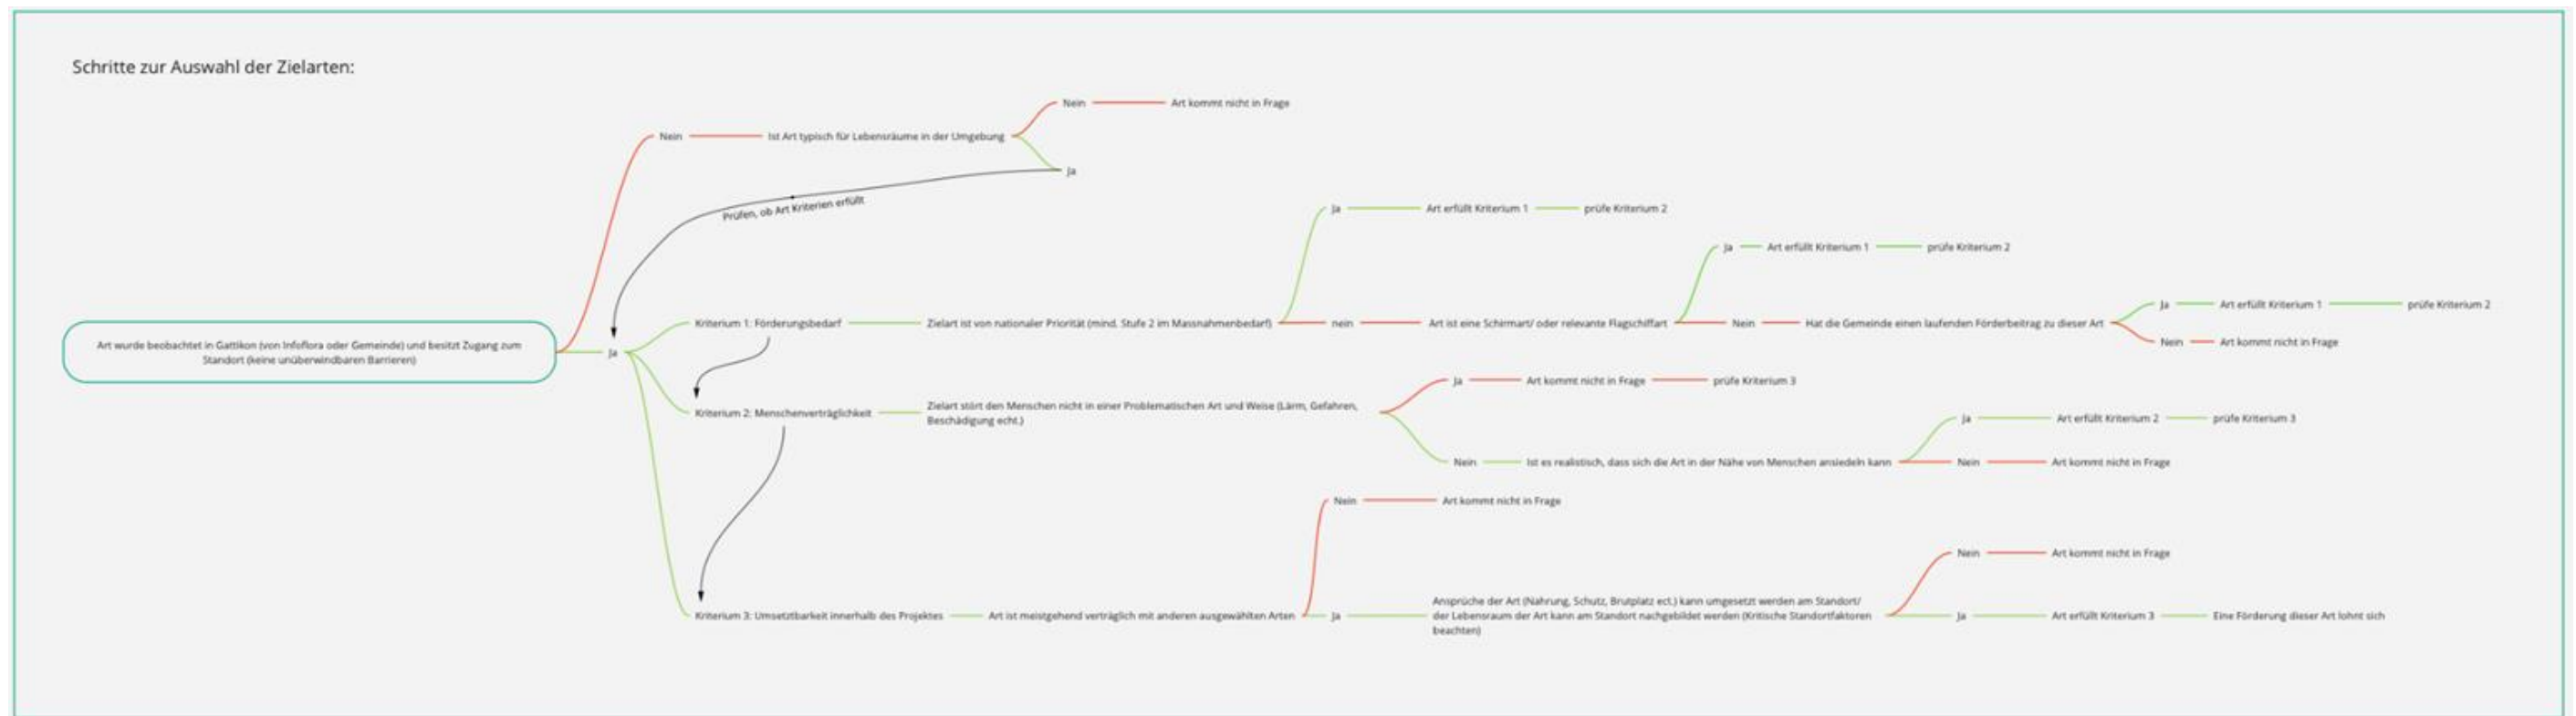 Schritte zur Auswahl der Zielarten:
Nein
Art kommt nicht in Frage
Nein
Ist Art typisch für Lebensräume in der Umgebung
Ja
Prüfen, ob Art Kriterien erfüllt
Ja
Art erfüllt Kriterium 1
prüfe Kriterium 2
Ja
Art erfüllt Kriterium 1
prüfe Kriterium 2
Ja
Art erfüllt Kriterium 1
prüfe Kriterium 2
Kriterium 1: Förderungsbedarf
Zielart ist von nationaler Priorität (mind. Stufe 2 im Massnahmenbedarf)
nein
Art ist eine Schirmart/ oder relevante Flagschiffart
Nein
Hat die Gemeinde einen laufenden Förderbeitrag zu dieser Art
Nein
Art kommt nicht in Frage
Art wurde beobachtet in Gattikon (von Infoflora oder Gemeinde) und besitzt Zugang zum
Standort (keine unüberwindbaren Barrieren)
Ja
Ja
Art kommt nicht in Frage
prüfe Kriterium 3
Kriterium 2: Menschenverträglichkeit
Zielart stört den Menschen nicht in einer Problematischen Art und Weise (Lärm, Gefahren,
Beschädigung echt.)
Ja
Art erfüllt Kriterium 2
prüfe Kriterium 3
Nein
Ist es realistisch, dass sich die Art in der Nähe von Menschen ansiedeln kann
Nein
Art kommt nicht in Frage
Nein
Art kommt nicht in Frage
Nein
Art kommt nicht in Frage
Kriterium 3: Umsetztbarkeit innerhalb des Projektes
Art ist meistgehend verträglich mit anderen ausgewählten Arten
Ja
Ansprüche der Art (Nahrung, Schutz, Brutplatz ect.) kann umgesetzt werden am Standort/
der Lebensraum der Art kann am Standort nachgebildet werden (Kritische Standortfaktoren
beachten)
Ja
Art erfüllt Kriterium 3
Eine Förderung dieser Art lohnt sich